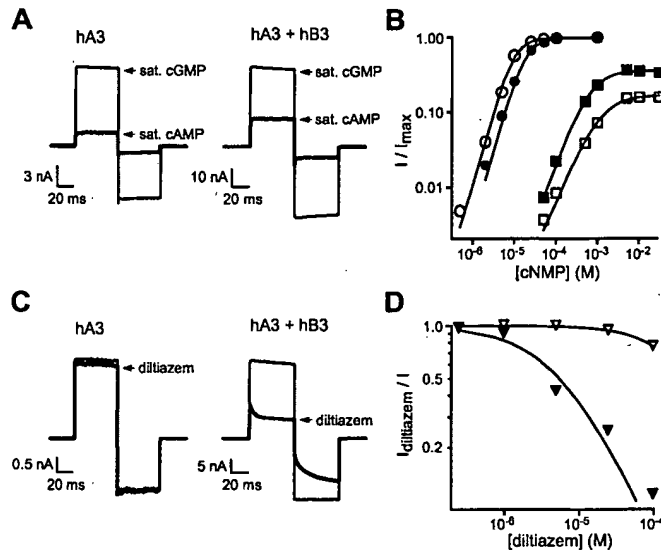 A
hA3
hA3 + hB3
sat. cGMP
sat. cGMP
sat. cAMP
sat. cAMP
3 nA
20 ms
10 nA
20 ms
B
I / Imax
1.00
0.10
0.01
10⁻⁶ 10⁻⁵ 10⁻⁴ 10⁻³ 10⁻²
[cNMP] (M)
C
hA3
hA3 + hB3
diltiazem
diltiazem
0.5 nA
20 ms
5 nA
20 ms
D
Idiltiazem / I
1.0
0.5
0.2
10⁻⁶ 10⁻⁵ 10⁻⁴
[diltiazem] (M)